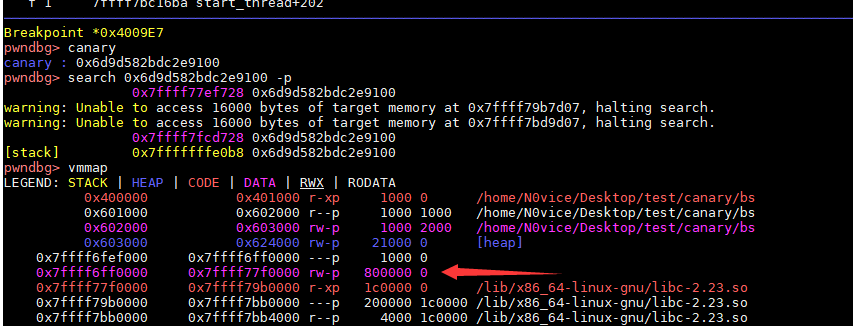 f 1     7ffff7bc16ba start_thread+202
Breakpoint *0x4009E7
pwndbg> canary
canary : 0x6d9d582bdc2e9100
pwndbg> search 0x6d9d582bdc2e9100 -p
0x7ffff77ef728 0x6d9d582bdc2e9100
warning: Unable to access 16000 bytes of target memory at 0x7ffff79b7d07, halting search.
warning: Unable to access 16000 bytes of target memory at 0x7ffff7bd9d07, halting search.
0x7ffff7fcd728 0x6d9d582bdc2e9100
[stack]         0x7fffffffe0b8 0x6d9d582bdc2e9100
pwndbg> vmmap
LEGEND: STACK | HEAP | CODE | DATA | RWX | RODATA
0x400000           0x401000 r-xp     1000 0      /home/N0vice/Desktop/test/canary/bs
0x601000           0x602000 r--p     1000 1000   /home/N0vice/Desktop/test/canary/bs
0x602000           0x603000 rw-p     1000 2000   /home/N0vice/Desktop/test/canary/bs
0x603000           0x624000 rw-p    21000 0      [heap]
0x7ffff6fef000     0x7ffff6ff0000 ---p     1000 0
0x7ffff6ff0000     0x7ffff77f0000 rw-p   800000 0
0x7ffff77f0000     0x7ffff79b0000 r-xp   1c0000 0      /lib/x86_64-linux-gnu/libc-2.23.so
0x7ffff79b0000     0x7ffff7bb0000 ---p   200000 1c0000 /lib/x86_64-linux-gnu/libc-2.23.so
0x7ffff7bb0000     0x7ffff7bb4000 r--p     4000 1c0000 /lib/x86_64-linux-gnu/libc-2.23.so